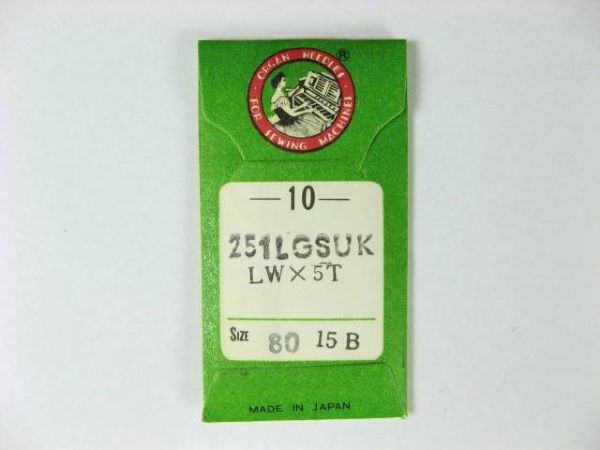 ORGAN NEEDLES
FOR SEWING MACHINES
®
—10—
251LGSUK
LW×5T
SIZE 80 15 B
MADE IN JAPAN